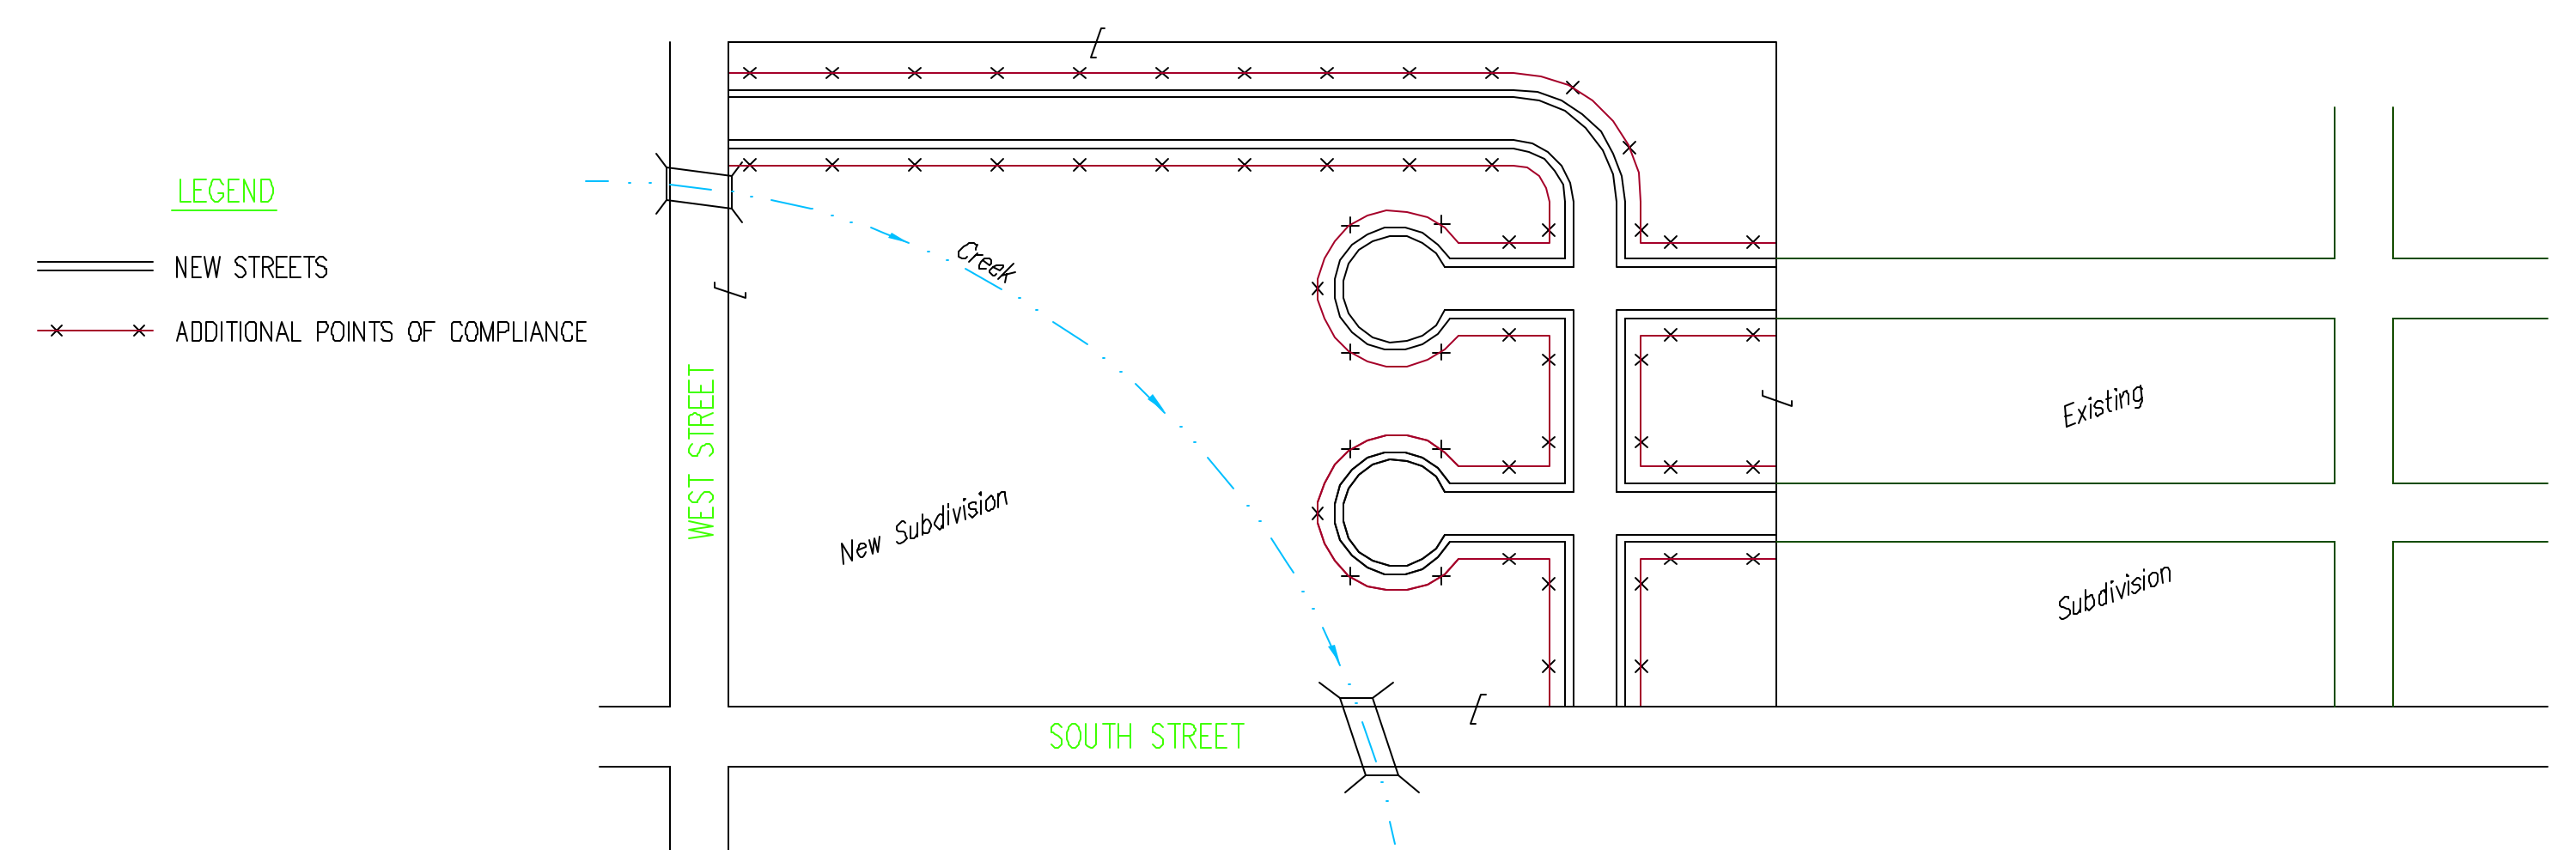 LEGEND
NEW STREETS
ADDITIONAL POINTS OF COMPLIANCE
Creek
WEST STREET
New Subdivision
SOUTH STREET
Existing
Subdivision